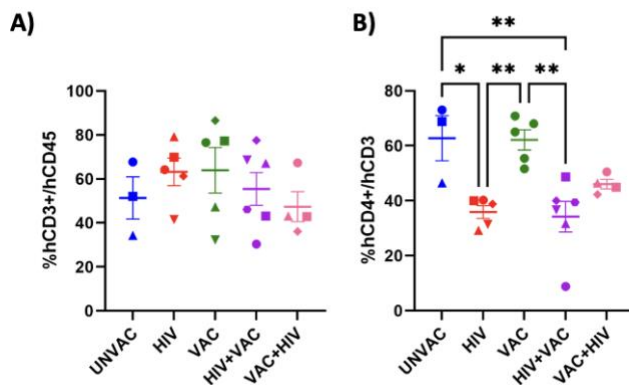 A)
%hCD3+/hCD45
100
80
60
40
20
0
UNVAC
HIV
VAC
HIV+VAC
VAC+HIV
B)
**
* ** **
%hCD4+/hCD3
80
60
40
20
0
UNVAC
HIV
VAC
HIV+VAC
VAC+HIV